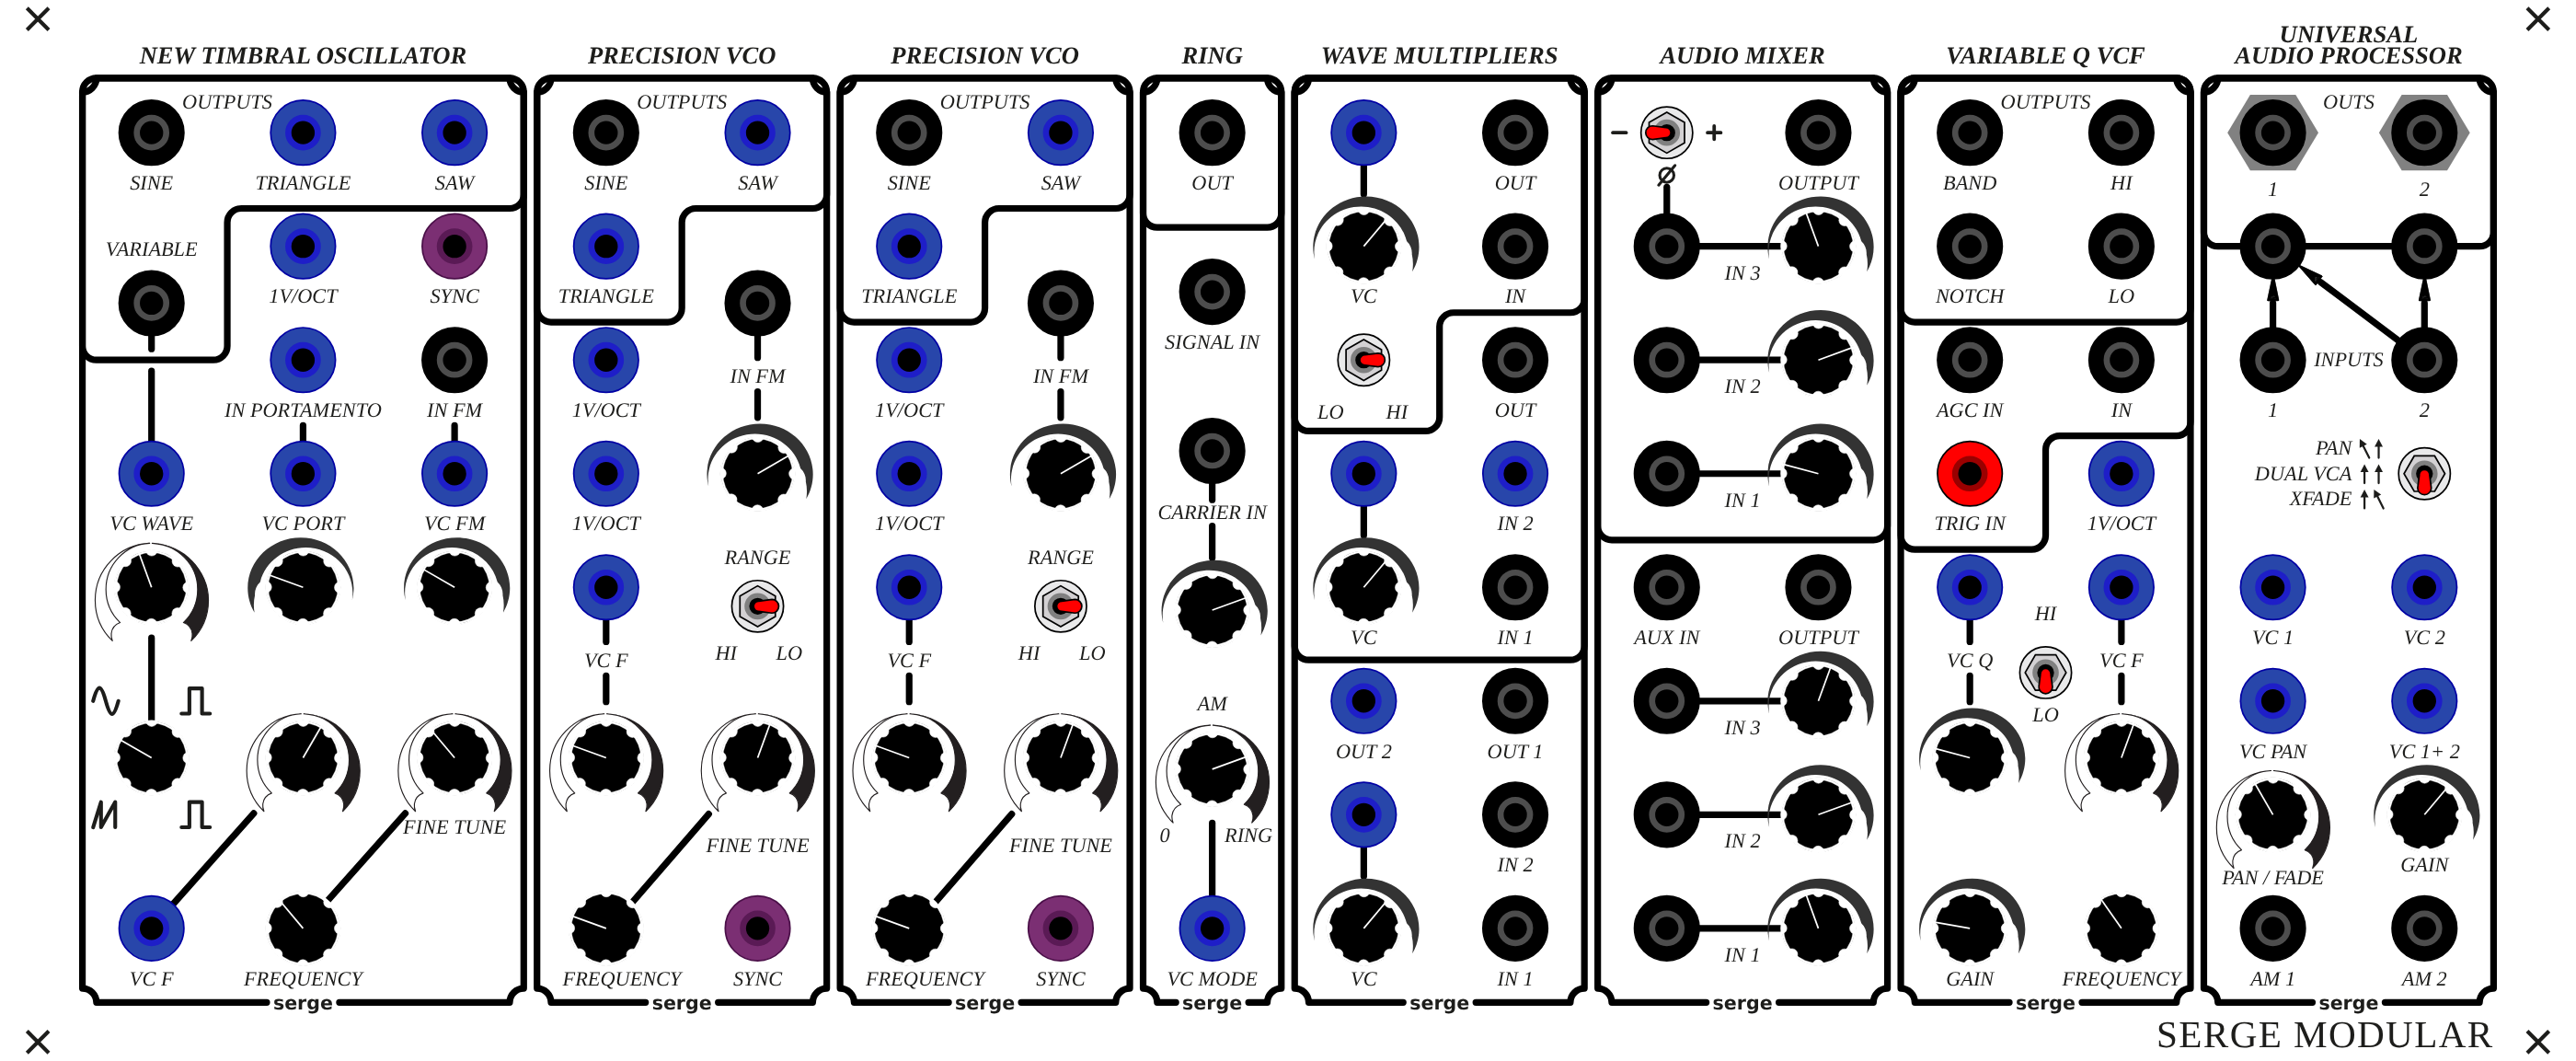 NEW TIMBRAL OSCILLATOR
OUTPUTS
SINE
TRIANGLE
SAW
VARIABLE
1V/OCT
SYNC
IN PORTAMENTO
IN FM
VC WAVE
VC PORT
VC FM
FINE TUNE
VC F
FREQUENCY
serge
PRECISION VCO
OUTPUTS
SINE
SAW
TRIANGLE
IN FM
1V/OCT
1V/OCT
RANGE
HI LO
VC F
FINE TUNE
FREQUENCY
SYNC
serge
PRECISION VCO
OUTPUTS
SINE
SAW
TRIANGLE
IN FM
1V/OCT
1V/OCT
RANGE
HI LO
VC F
FINE TUNE
FREQUENCY
SYNC
serge
RING
OUT
SIGNAL IN
CARRIER IN
AM
0 RING
VC MODE
serge
WAVE MULTIPLIERS
OUT
VC
IN
LO HI
OUT
IN 2
VC
IN 1
OUT 2
OUT 1
IN 2
VC
IN 1
serge
AUDIO MIXER
− +
Ø
OUTPUT
IN 3
IN 2
IN 1
AUX IN
OUTPUT
IN 3
IN 2
IN 1
serge
VARIABLE Q VCF
OUTPUTS
BAND
HI
NOTCH
LO
AGC IN
IN
TRIG IN
1V/OCT
HI
VC Q
VC F
LO
GAIN
FREQUENCY
serge
UNIVERSAL
AUDIO PROCESSOR
OUTS
1
2
INPUTS
1
2
PAN
DUAL VCA
XFADE
VC 1
VC 2
VC PAN
VC 1+ 2
PAN / FADE
GAIN
AM 1
AM 2
serge
SERGE MODULAR